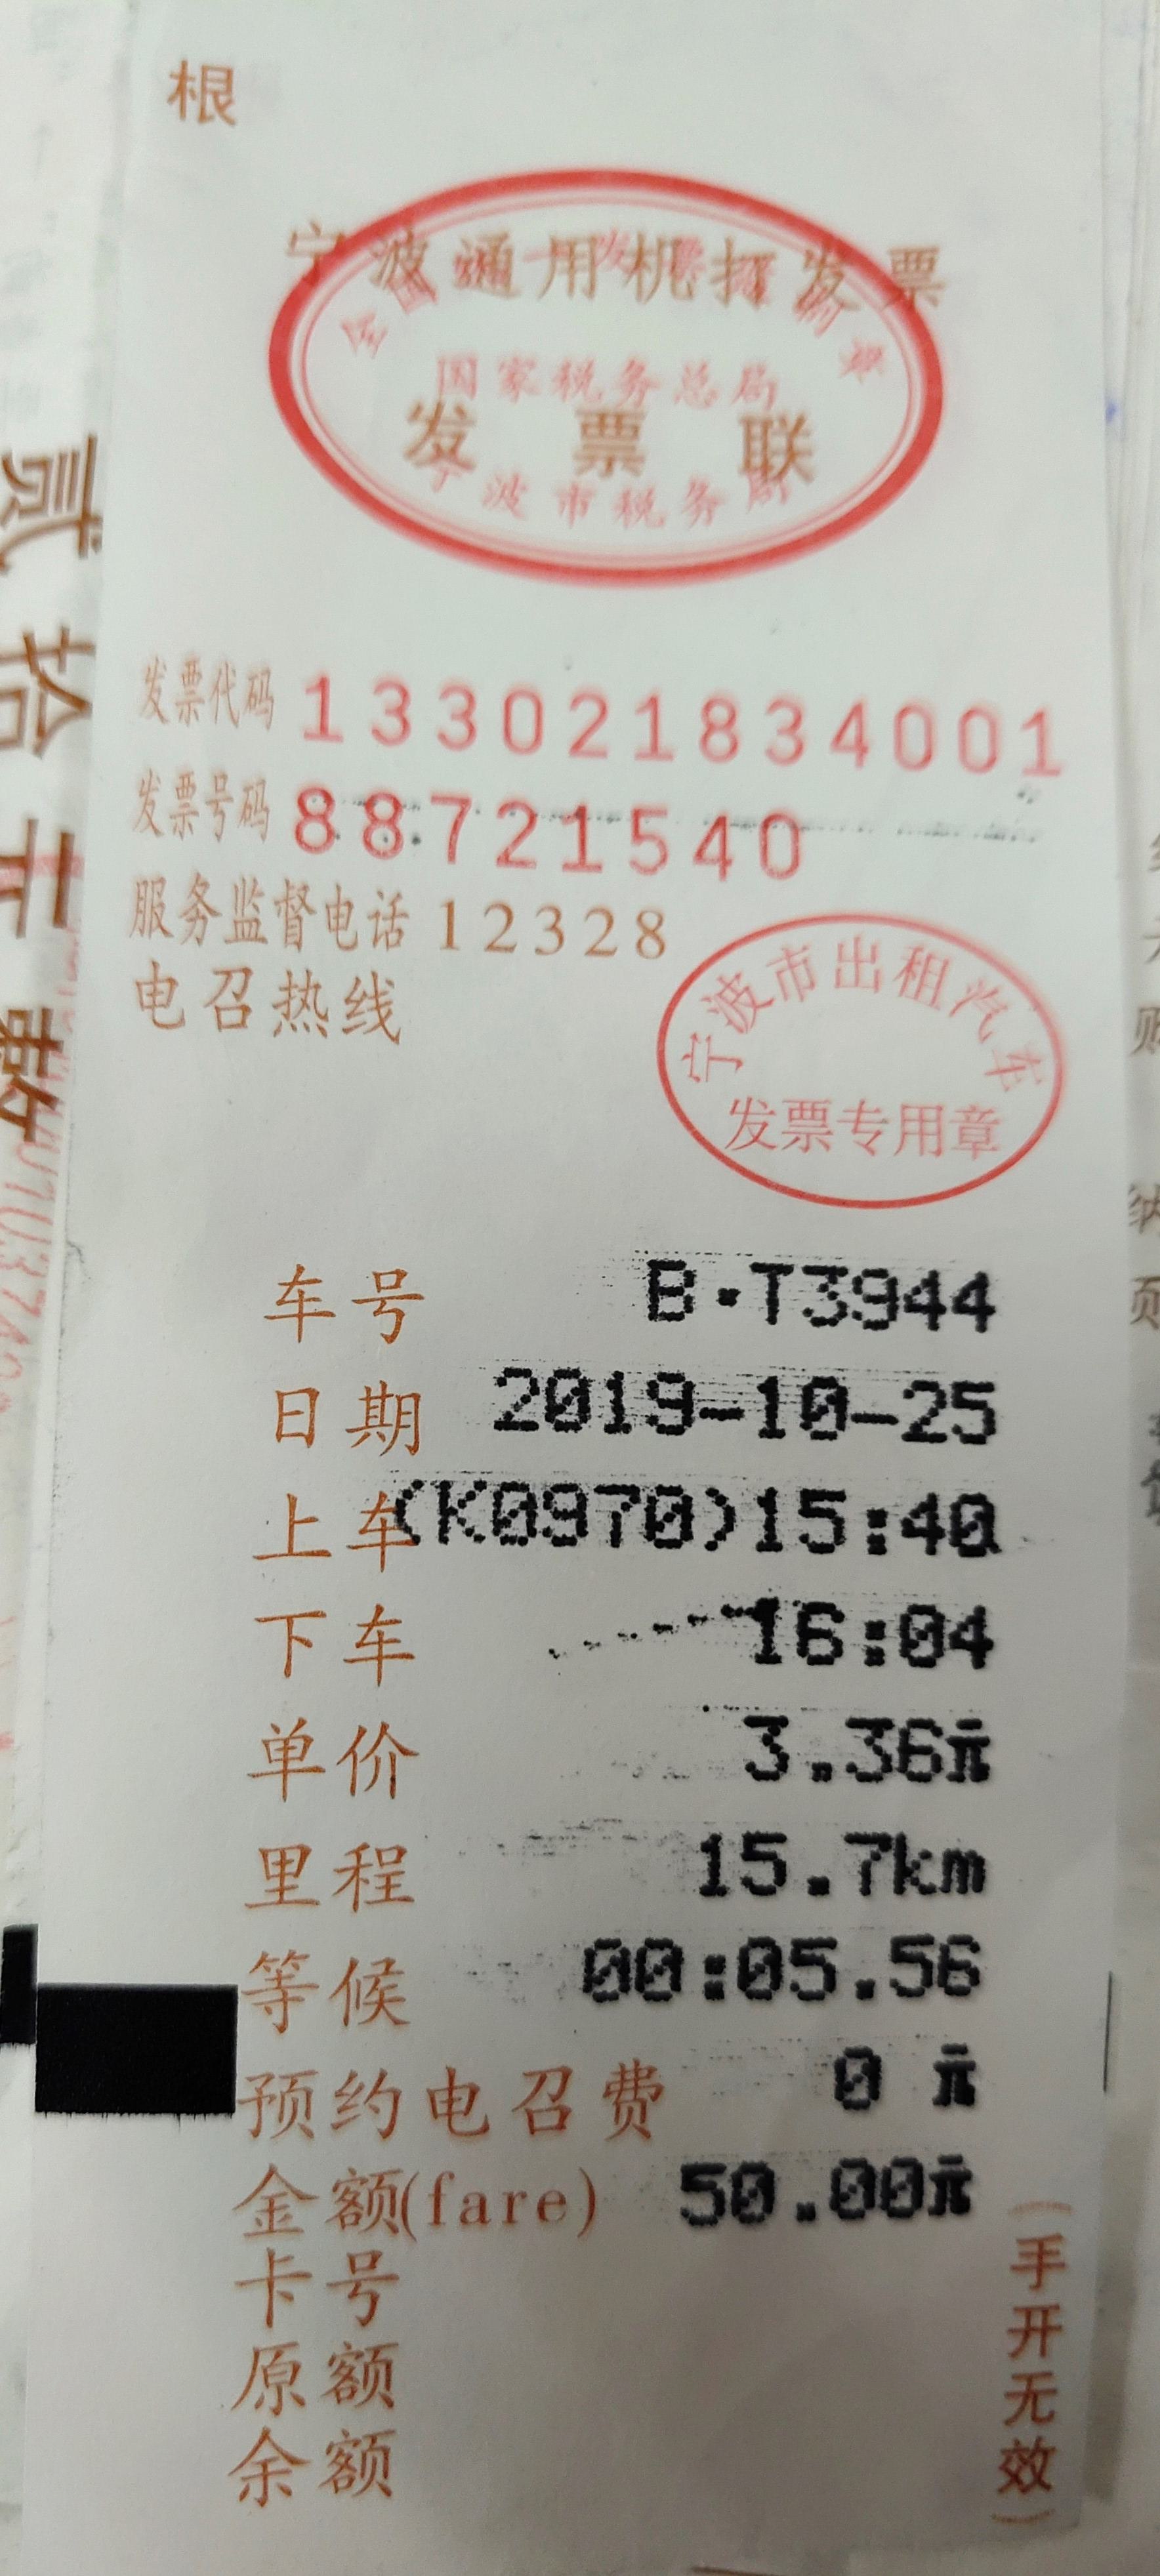 根
宁波通用机打发票
全国统一发票监制章
国家税务总局
发票联
宁波市税务局
发票代码 133021834001
发票号码 88721540
服务监督电话 12328
电召热线
宁波市出租汽车
发票专用章
车号 B·T3944
日期 2019-10-25
上车(K0970)15:40
下车 16:04
单价 3.36元
里程 15.7km
等候 00:05.56
预约电召费 0 元
金额(fare) 50.00元
卡号
原额
余额
(手开无效)
贰拾